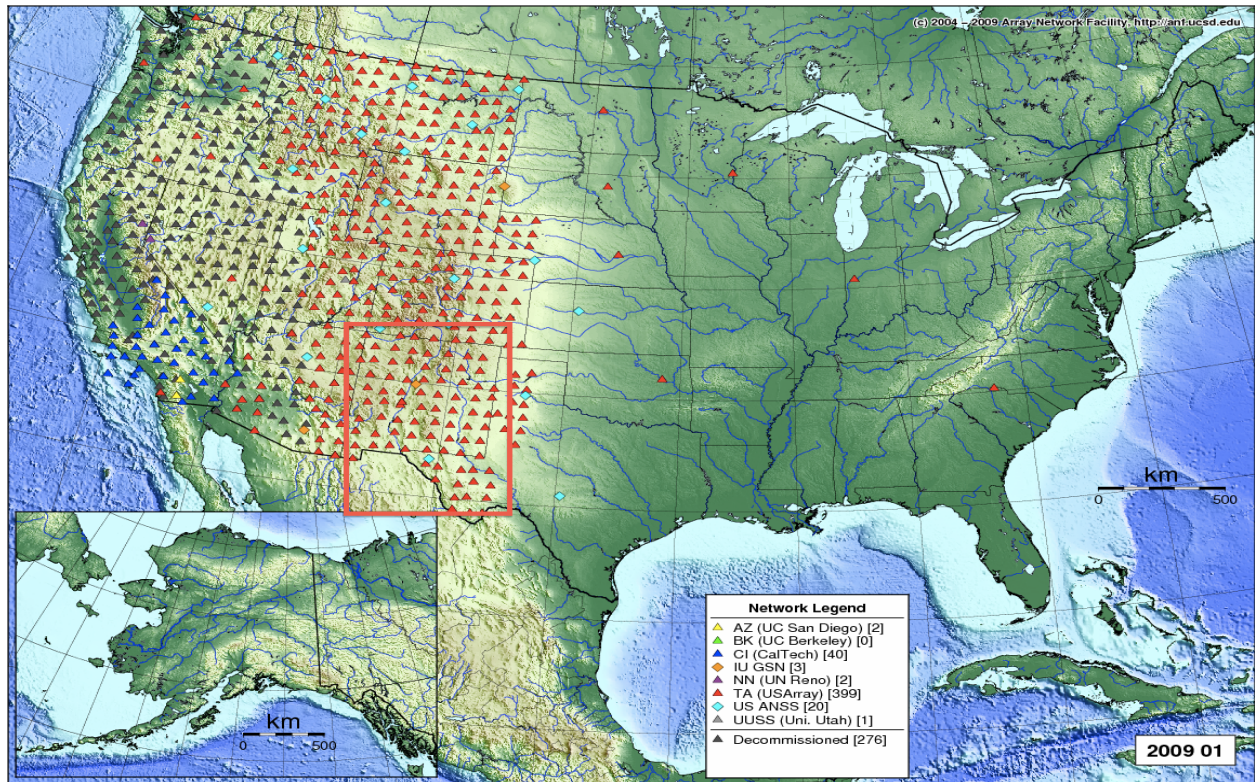 (c) 2004 - 2009 Array Network Facility, http://anf.ucsd.edu
km
0 500
km
0 500
Network Legend
AZ (UC San Diego) [2]
BK (UC Berkeley) [0]
CI (CalTech) [40]
IU GSN [3]
NN (UN Reno) [2]
TA (USArray) [399]
US ANSS [20]
UUSS (Uni. Utah) [1]
Decommissioned [276]
2009 01